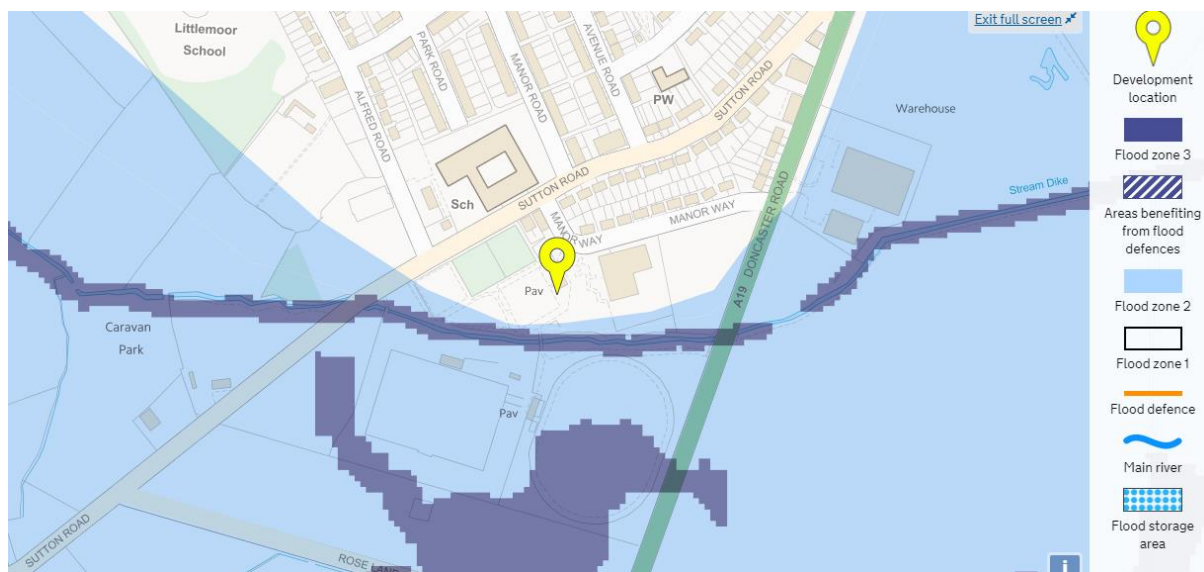 Exit full screen
Littlemoor
School
PARK ROAD
MANOR ROAD
AVENUE ROAD
ALFRED ROAD
PW
SUTTON ROAD
Warehouse
Sch
SUTTON ROAD
MANOR WAY
MANOR WAY
Stream Dike
Pav
A19 DONCASTER ROAD
Caravan
Park
Pav
SUTTON ROAD
i
Development
location
Flood zone 3
Areas benefiting
from flood
defences
Flood zone 2
Flood zone 1
Flood defence
Main river
Flood storage
area